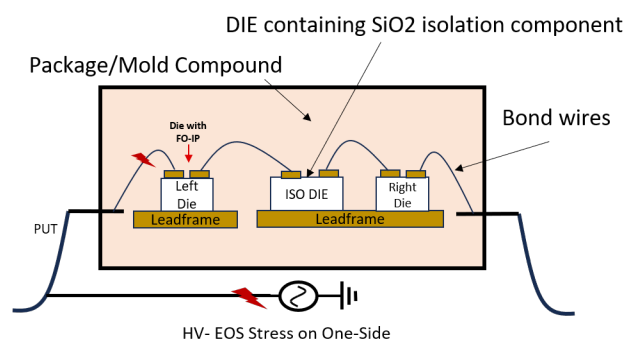 DIE containing SiO2 isolation component
Package/Mold Compound
Bond wires
Die with
FO-IP
Left
Die
ISO DIE
Right
Die
Leadframe
Leadframe
PUT
HV- EOS Stress on One-Side